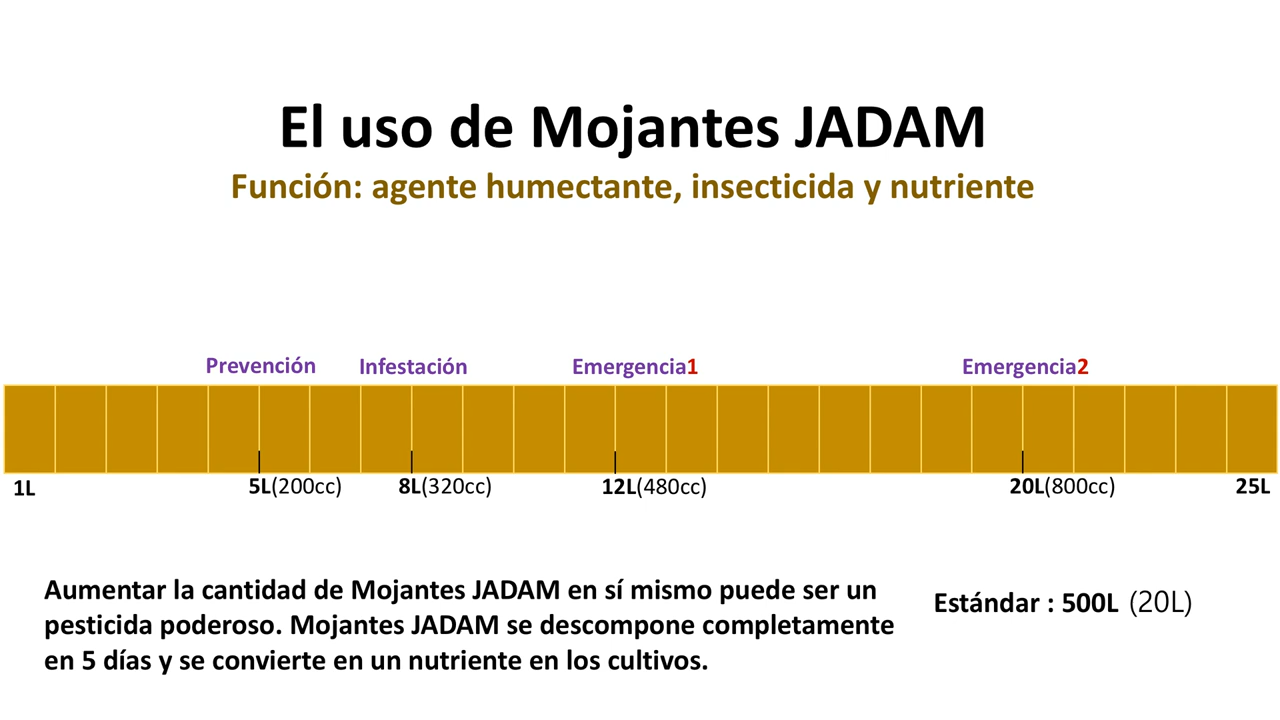 El uso de Mojantes JADAM
Función: agente humectante, insecticida y nutriente
Prevención Infestación Emergencia1 Emergencia2
1L 5L(200cc) 8L(320cc) 12L(480cc) 20L(800cc) 25L
Aumentar la cantidad de Mojantes JADAM en sí mismo puede ser un
pesticida poderoso. Mojantes JADAM se descompone completamente
en 5 días y se convierte en un nutriente en los cultivos.
Estándar : 500L (20L)